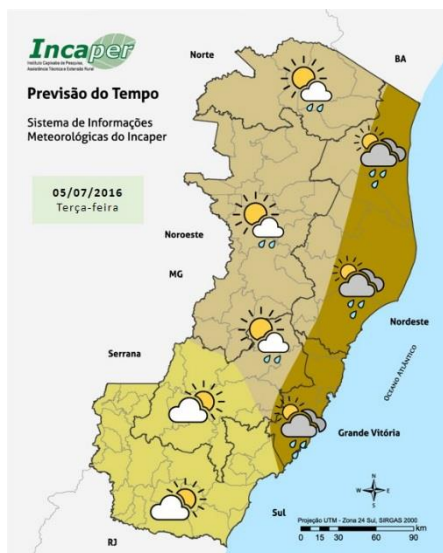 Incaper
Instituto Capixaba de Pesquisa,
Assistência Técnica e Extensão Rural
Previsão do Tempo
Sistema de Informações
Meteorológicas do Incaper
05/07/2016
Terça-feira
Norte
BA
Noroeste
MG
Nordeste
Serrana
OCEANO ATLÂNTICO
Grande Vitória
Sul
RJ
N
W
E
S
Projeção UTM - Zona 24 Sul, SIRGAS 2000
km
0 15 30 60 90